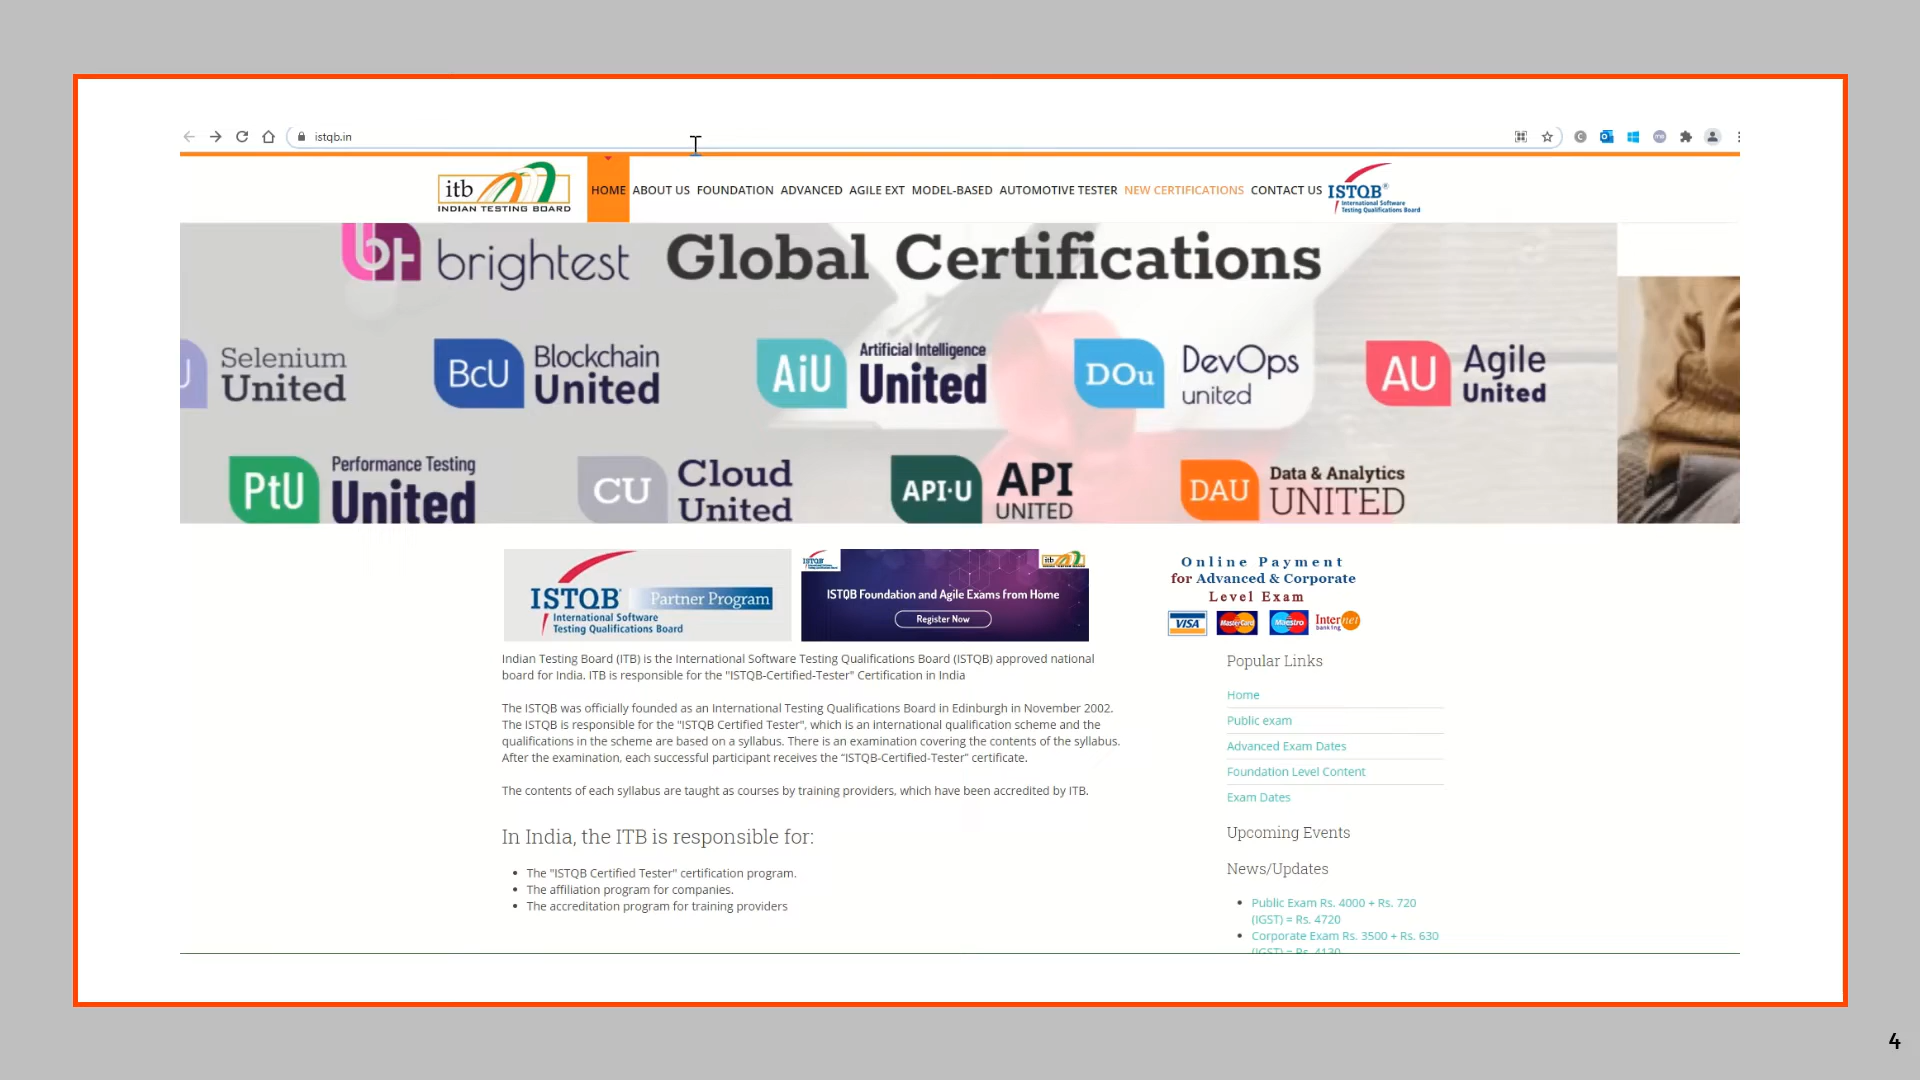 istqb.in
itb
INDIAN TESTING BOARD
HOME ABOUT US FOUNDATION ADVANCED AGILE EXT MODEL-BASED AUTOMOTIVE TESTER NEW CERTIFICATIONS CONTACT US
ISTQB®
International Software
Testing Qualifications Board
brightest Global Certifications
Selenium
United
BcU Blockchain
United
AiU Artificial Intelligence
United
DOu DevOps
united
AU Agile
United
PtU Performance Testing
United
CU Cloud
United
API·U API
UNITED
DAU Data & Analytics
UNITED
ISTQB Partner Program
International Software
Testing Qualifications Board
ISTQB Foundation and Agile Exams from Home
Register Now
Online Payment
for Advanced & Corporate
Level Exam
VISA MasterCard Maestro Internet
banking
Indian Testing Board (ITB) is the International Software Testing Qualifications Board (ISTQB) approved national
board for India. ITB is responsible for the "ISTQB-Certified-Tester" Certification in India
The ISTQB was officially founded as an International Testing Qualifications Board in Edinburgh in November 2002.
The ISTQB is responsible for the "ISTQB Certified Tester", which is an international qualification scheme and the
qualifications in the scheme are based on a syllabus. There is an examination covering the contents of the syllabus.
After the examination, each successful participant receives the "ISTQB-Certified-Tester" certificate.
The contents of each syllabus are taught as courses by training providers, which have been accredited by ITB.
In India, the ITB is responsible for:
The "ISTQB Certified Tester" certification program.
The affiliation program for companies.
The accreditation program for training providers
Popular Links
Home
Public exam
Advanced Exam Dates
Foundation Level Content
Exam Dates
Upcoming Events
News/Updates
Public Exam Rs. 4000 + Rs. 720
(IGST) = Rs. 4720
Corporate Exam Rs. 3500 + Rs. 630
(IGST) = Rs. 4130
4